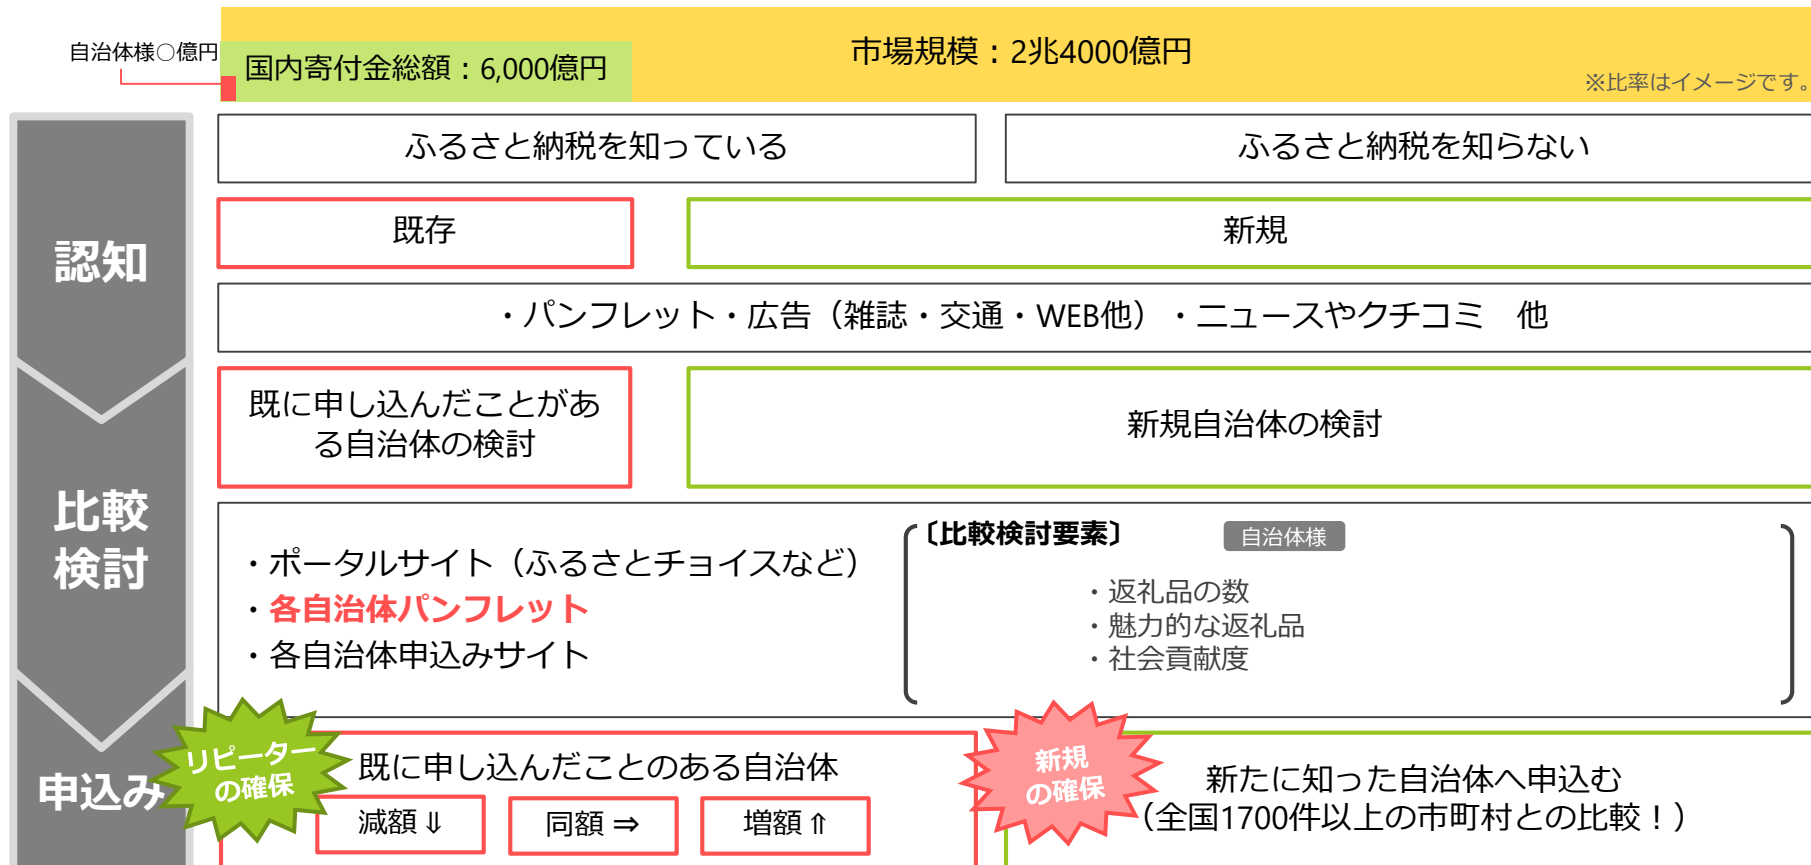 自治体様○億円
国内寄付金総額：6,000億円
市場規模：2兆4000億円
※比率はイメージです。
認知
ふるさと納税を知っている
ふるさと納税を知らない
既存
新規
・パンフレット・広告（雑誌・交通・WEB他）・ニュースやクチコミ　他
既に申し込んだことがあ
る自治体の検討
新規自治体の検討
比較
検討
・ポータルサイト（ふるさとチョイスなど）
・各自治体パンフレット
・各自治体申込みサイト
〔比較検討要素〕
自治体様
・返礼品の数
・魅力的な返礼品
・社会貢献度
申込み
リピーター
の確保
既に申し込んだことのある自治体
減額⇓
同額⇒
増額⇑
新規
の確保
新たに知った自治体へ申込む
（全国1700件以上の市町村との比較！）